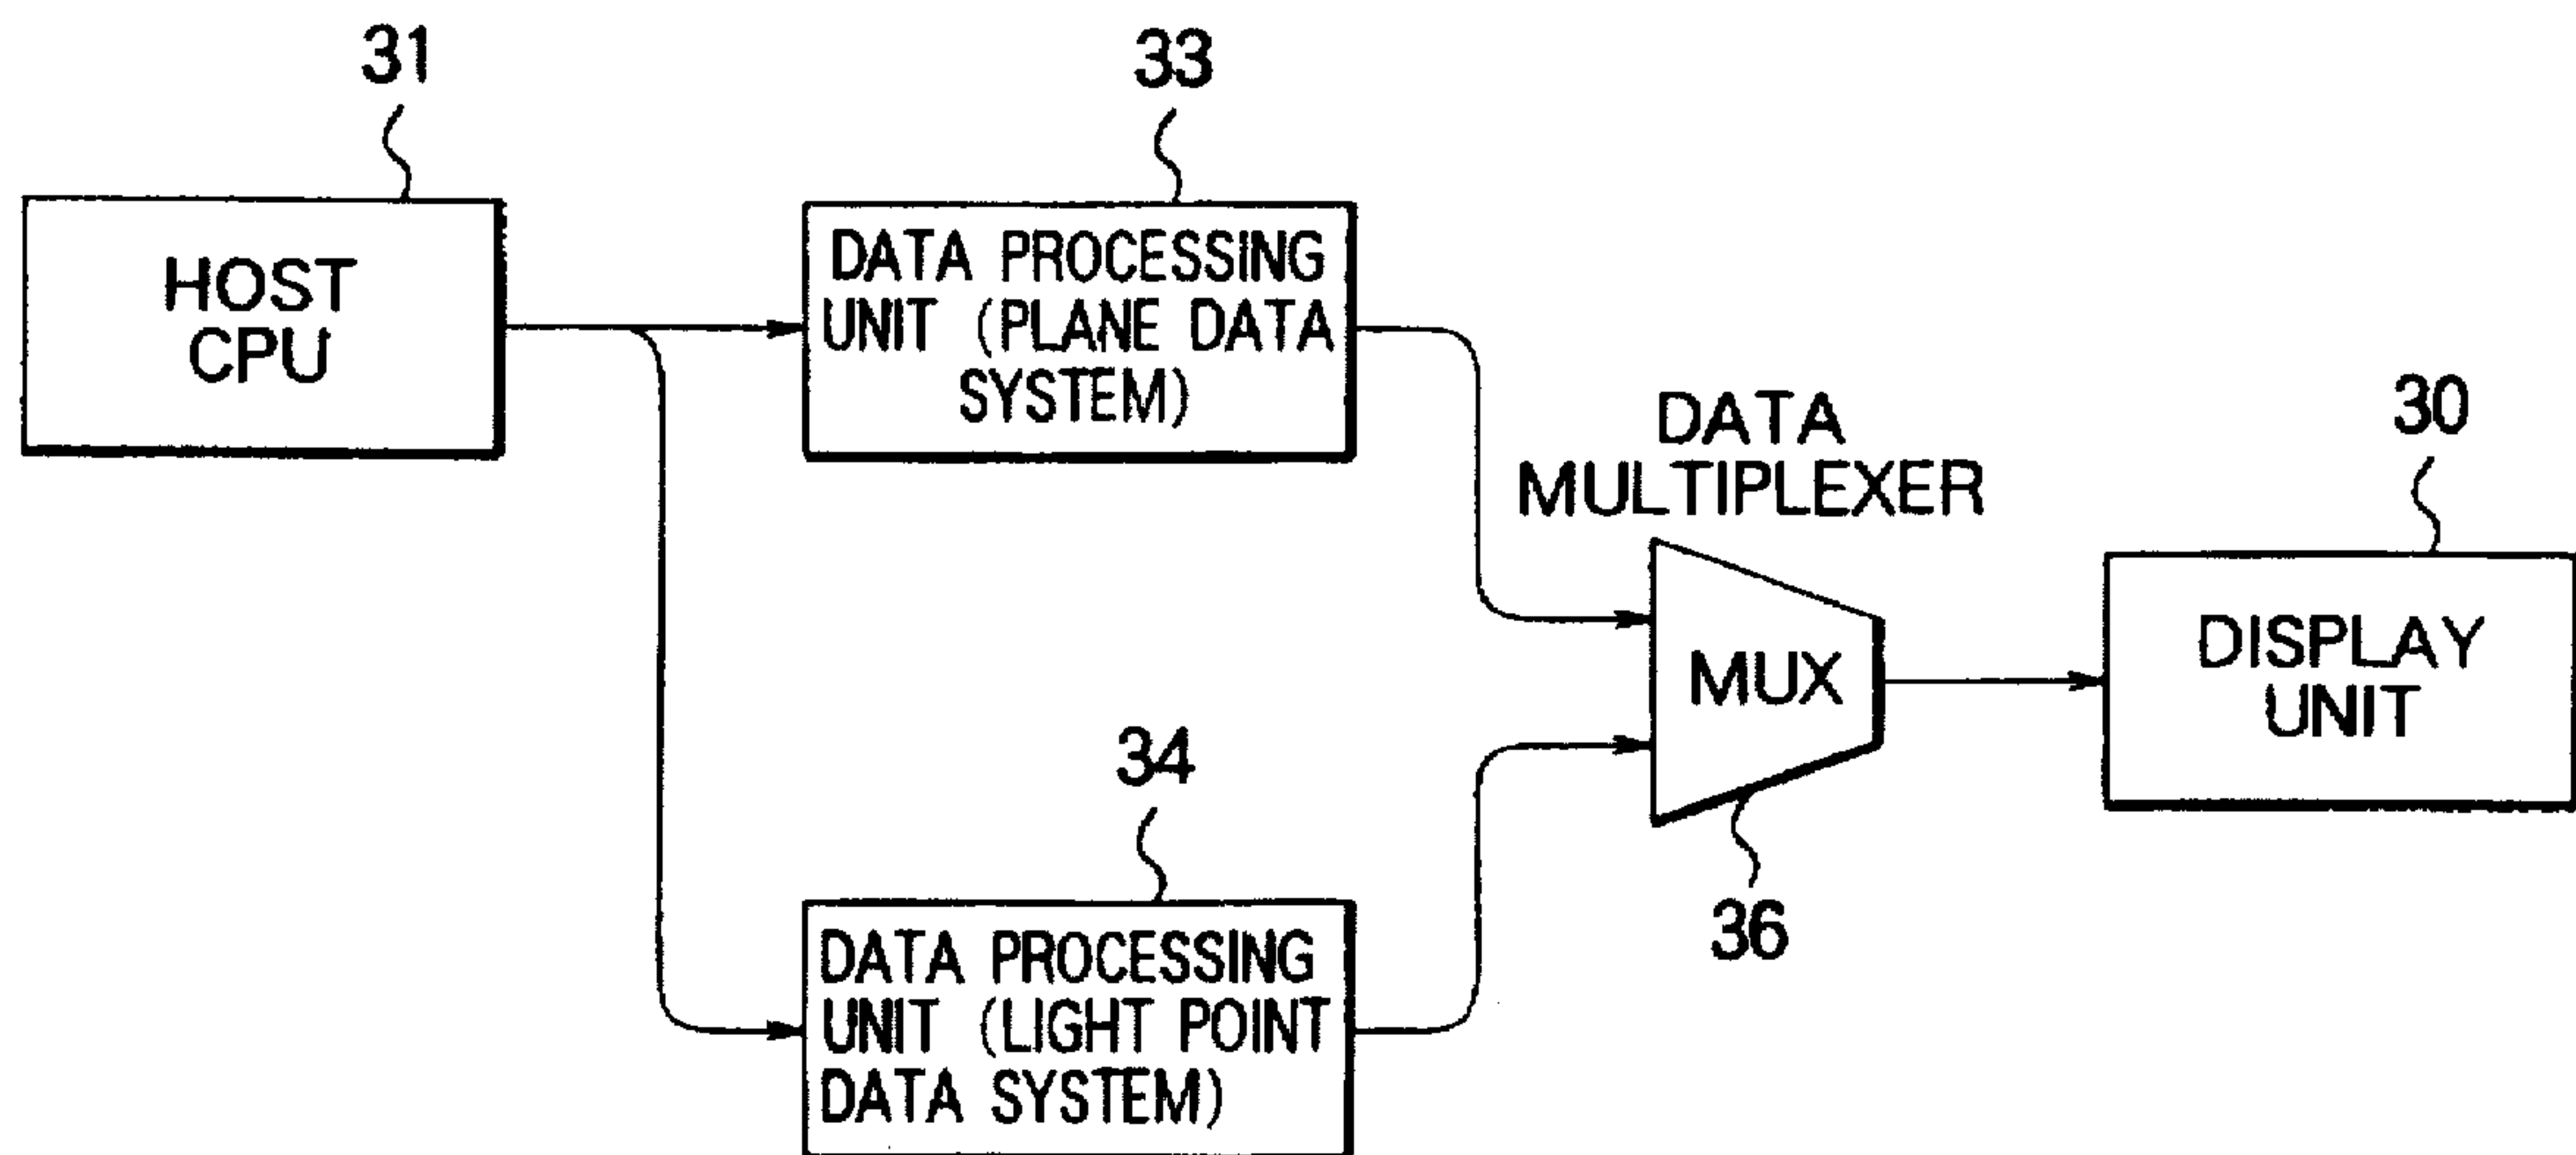 31
HOST
CPU
33
DATA PROCESSING
UNIT (PLANE DATA
SYSTEM)
34
DATA PROCESSING
UNIT (LIGHT POINT
DATA SYSTEM)
DATA
MULTIPLEXER
MUX
36
30
DISPLAY
UNIT